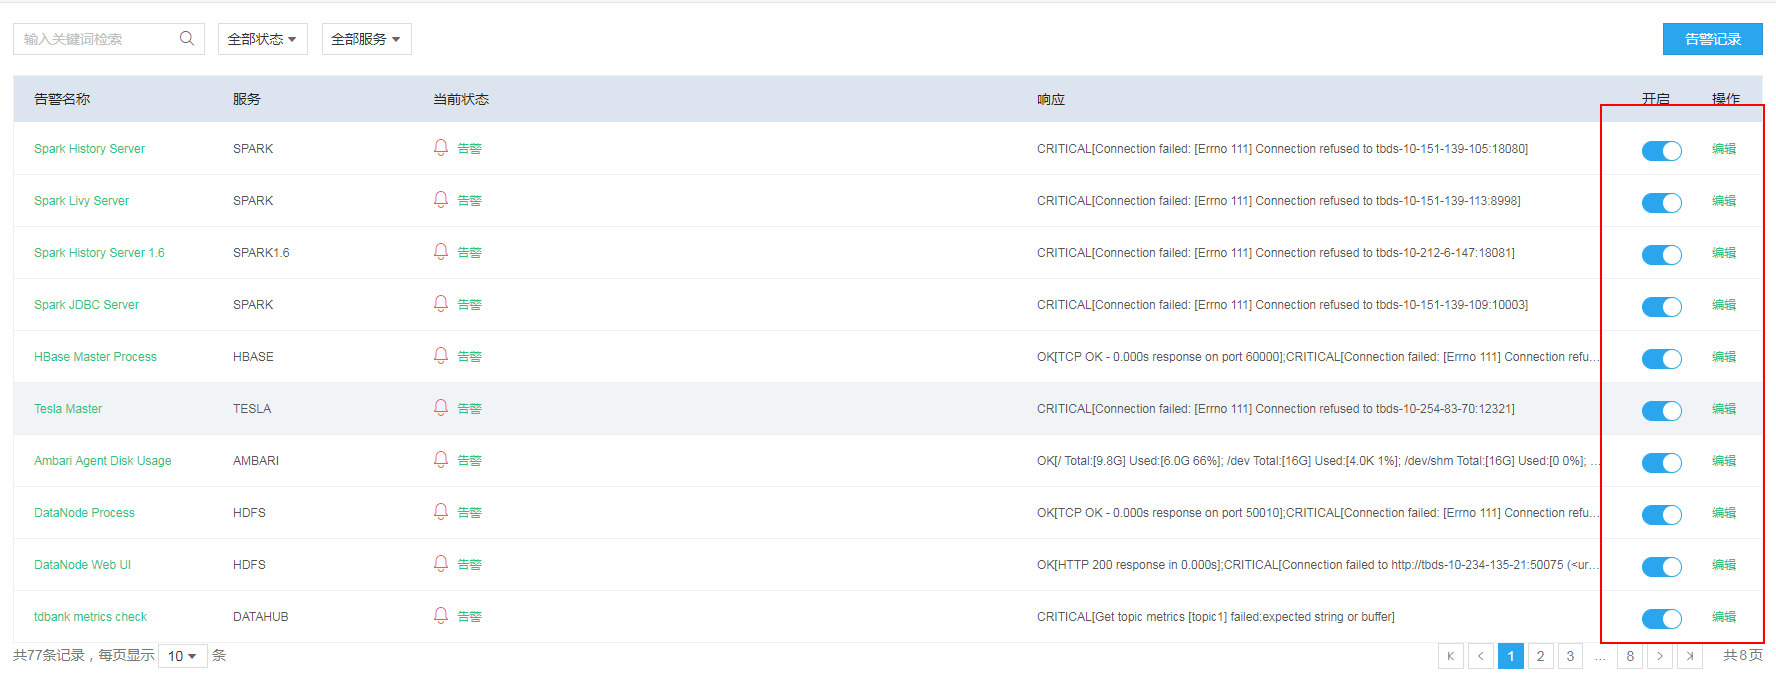 输入关键词检索 全部状态 全部服务 告警记录
告警名称 服务 当前状态 响应 开启 操作
Spark History Server SPARK 告警 CRITICAL[Connection failed: [Errno 111] Connection refused to tbds-10-151-139-105:18080] 编辑
Spark Livy Server SPARK 告警 CRITICAL[Connection failed: [Errno 111] Connection refused to tbds-10-151-139-113:8998] 编辑
Spark History Server 1.6 SPARK1.6 告警 CRITICAL[Connection failed: [Errno 111] Connection refused to tbds-10-212-6-147:18081] 编辑
Spark JDBC Server SPARK 告警 CRITICAL[Connection failed: [Errno 111] Connection refused to tbds-10-151-139-109:10003] 编辑
HBase Master Process HBASE 告警 OK[TCP OK - 0.000s response on port 60000];CRITICAL[Connection failed: [Errno 111] Connection refu... 编辑
Tesla Master TESLA 告警 CRITICAL[Connection failed: [Errno 111] Connection refused to tbds-10-254-83-70:12321] 编辑
Ambari Agent Disk Usage AMBARI 告警 OK[/ Total:[9.8G] Used:[6.0G 66%]; /dev Total:[16G] Used:[4.0K 1%]; /dev/shm Total:[16G] Used:[0 0%]; ... 编辑
DataNode Process HDFS 告警 OK[TCP OK - 0.000s response on port 50010];CRITICAL[Connection failed: [Errno 111] Connection refu... 编辑
DataNode Web UI HDFS 告警 OK[HTTP 200 response in 0.000s];CRITICAL[Connection failed to http://tbds-10-234-135-21:50075 (<ur... 编辑
tdbank metrics check DATAHUB 告警 CRITICAL[Get topic metrics [topic1] failed:expected string or buffer] 编辑
共77条记录，每页显示 10 条 1 2 3 ... 8 共8页